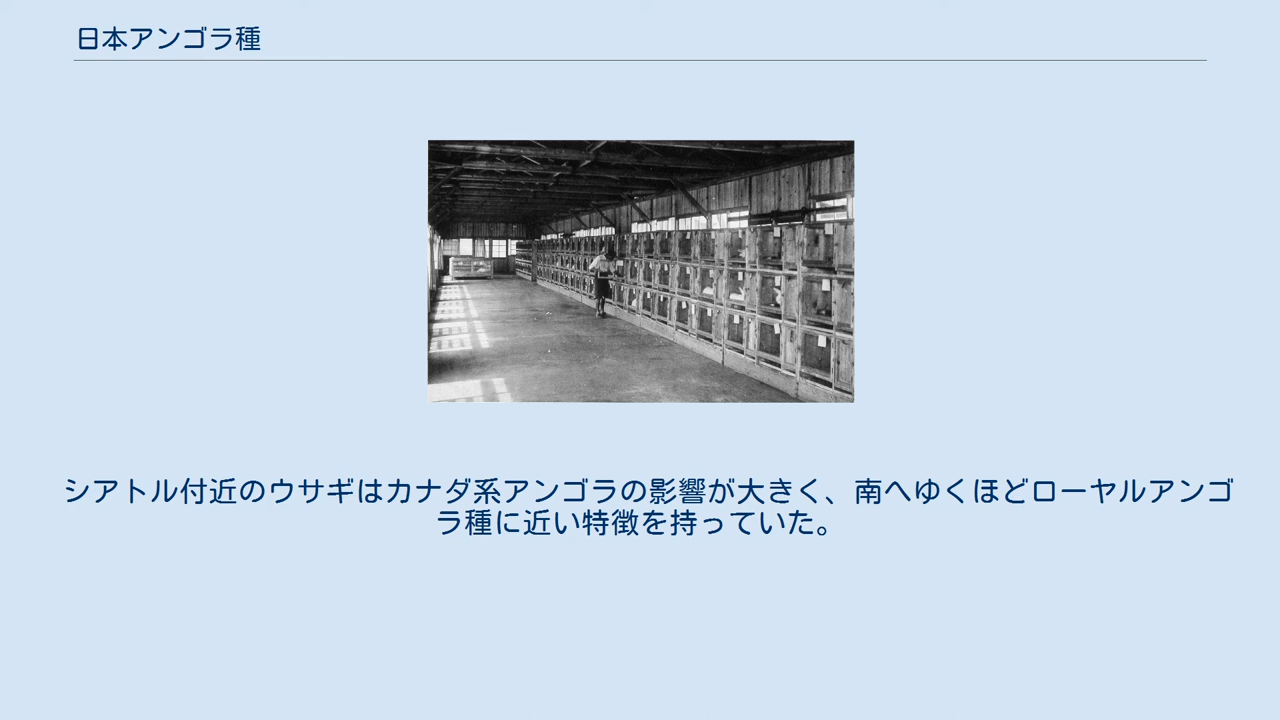 日本アンゴラ種
シアトル付近のウサギはカナダ系アンゴラの影響が大きく、南へゆくほどローヤルアンゴ
ラ種に近い特徴を持っていた。